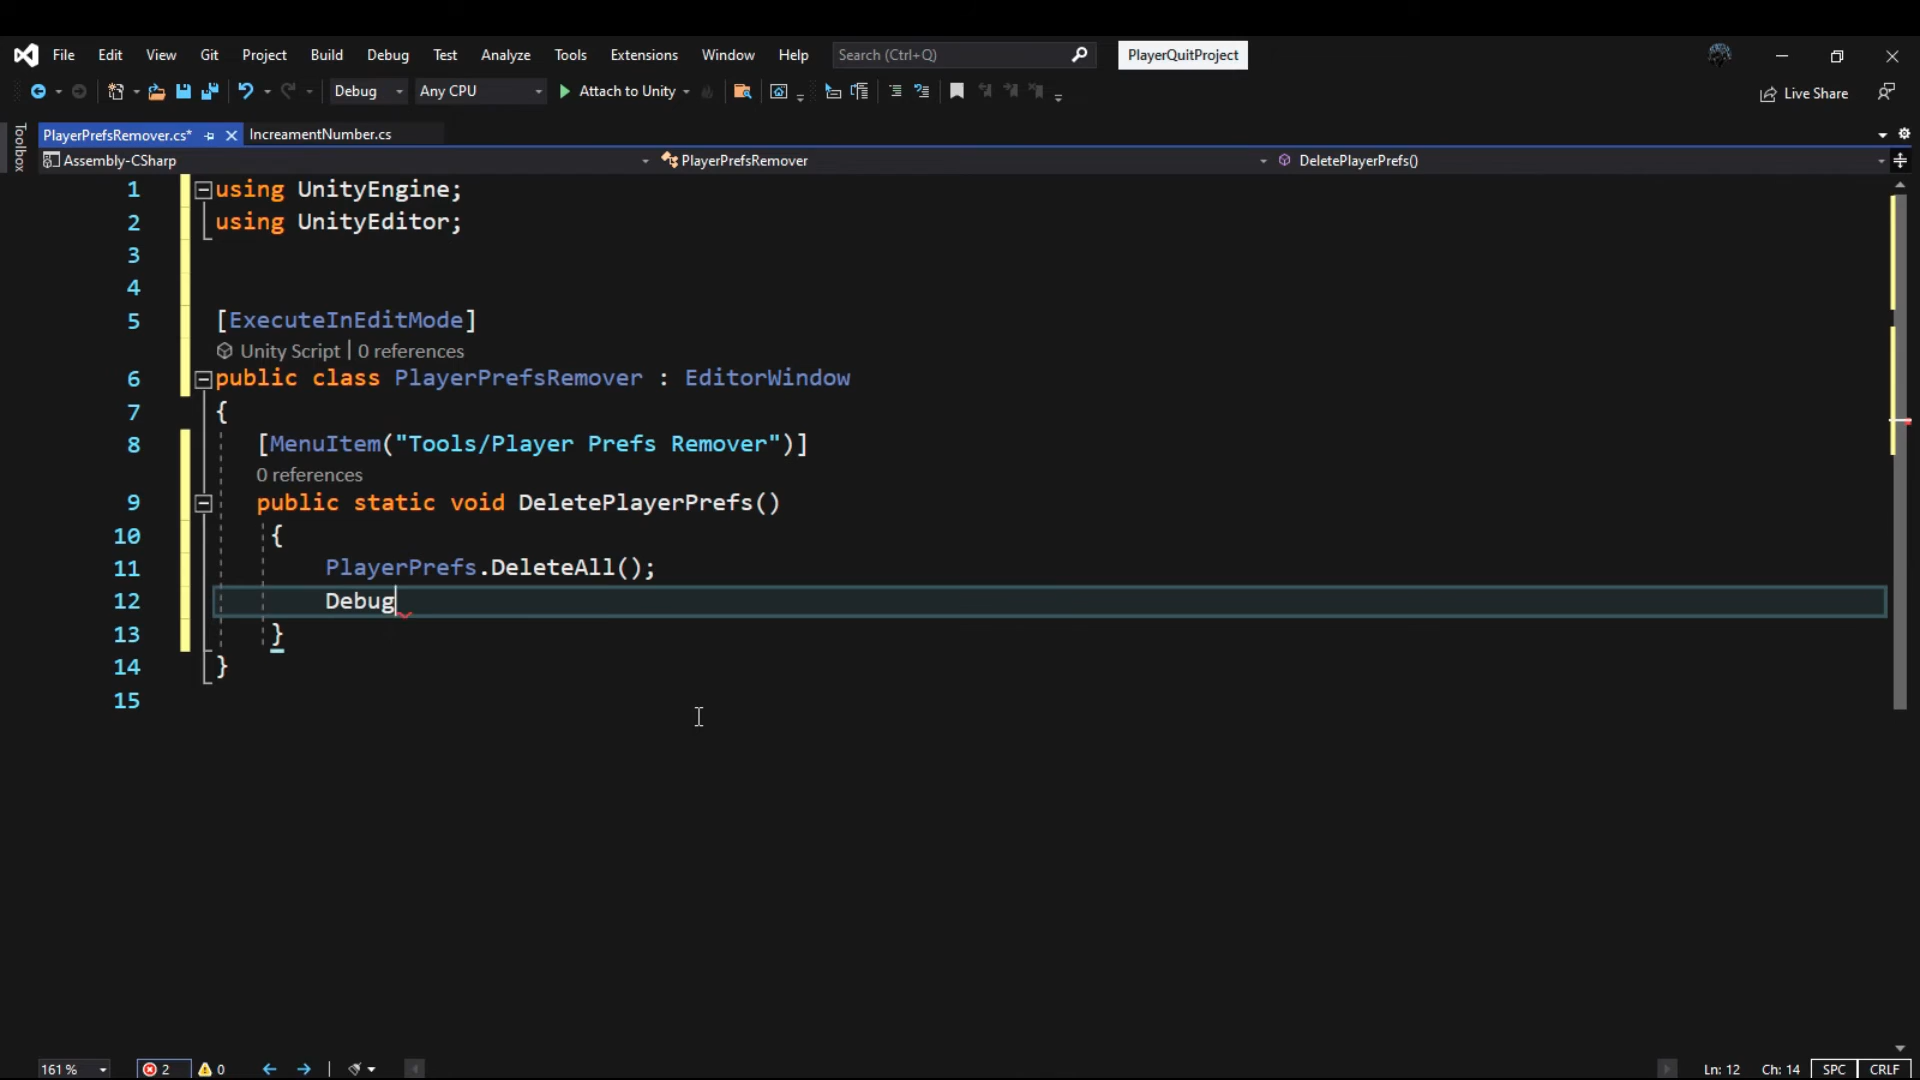 File Edit View Git Project Build Debug Test Analyze Tools Extensions Window Help Search (Ctrl+Q) PlayerQuitProject
Debug Any CPU Attach to Unity Live Share
Toolbox
PlayerPrefsRemover.cs* IncreamentNumber.cs
Assembly-CSharp PlayerPrefsRemover DeletePlayerPrefs()
1 using UnityEngine;
2 using UnityEditor;
3
4
5 [ExecuteInEditMode]
Unity Script | 0 references
6 public class PlayerPrefsRemover : EditorWindow
7 {
8 [MenuItem("Tools/Player Prefs Remover")]
0 references
9 public static void DeletePlayerPrefs()
10 {
11 PlayerPrefs.DeleteAll();
12 Debug
13 }
14 }
15
161 % 2 0 Ln: 12 Ch: 14 SPC CRLF